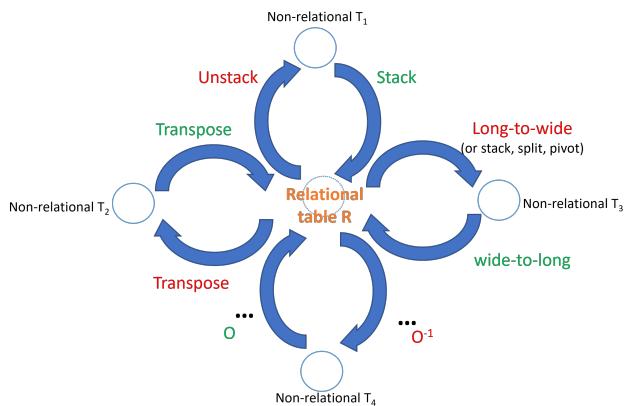 Non-relational T1
Unstack
Stack
Transpose
Long-to-wide
(or stack, split, pivot)
Relational
table R
Non-relational T2
Non-relational T3
Transpose
wide-to-long
...
O
...
O-1
Non-relational T4